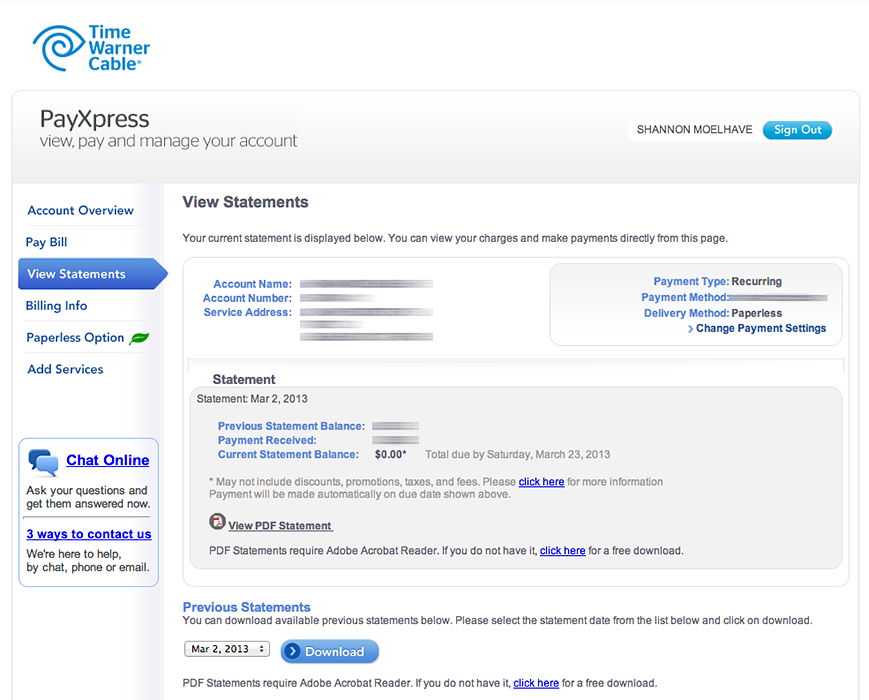 Time
Warner
Cable®
PayXpress
view, pay and manage your account
SHANNON MOELHAVE
Sign Out
Account Overview
Pay Bill
View Statements
Billing Info
Paperless Option
Add Services
Chat Online
Ask your questions and
get them answered now.
3 ways to contact us
We're here to help,
by chat, phone or email.
View Statements
Your current statement is displayed below. You can view your charges and make payments directly from this page.
Account Name:
Account Number:
Service Address:
Payment Type: Recurring
Payment Method:
Delivery Method: Paperless
› Change Payment Settings
Statement
Statement: Mar 2, 2013
Previous Statement Balance:
Payment Received:
Current Statement Balance: $0.00* Total due by Saturday, March 23, 2013
* May not include discounts, promotions, taxes, and fees. Please click here for more information
Payment will be made automatically on due date shown above.
View PDF Statement
PDF Statements require Adobe Acrobat Reader. If you do not have it, click here for a free download.
Previous Statements
You can download available previous statements below. Please select the statement date from the list below and click on download.
Mar 2, 2013 Download
PDF Statements require Adobe Acrobat Reader. If you do not have it, click here for a free download.